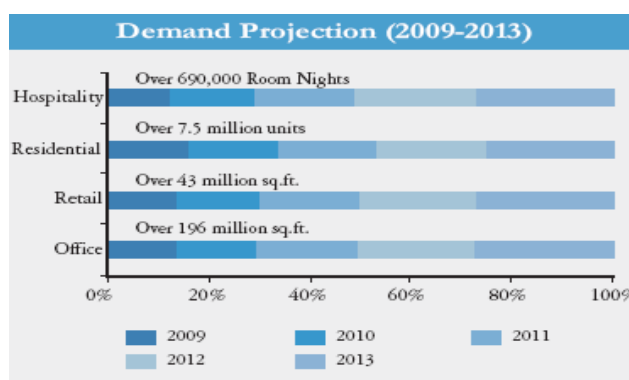 Demand Projection (2009-2013)
Over 690,000 Room Nights
Hospitality
Over 7.5 million units
Residential
Over 43 million sq.ft.
Retail
Over 196 million sq.ft.
Office
0% 20% 40% 60% 80% 100%
2009 2010 2011
2012 2013